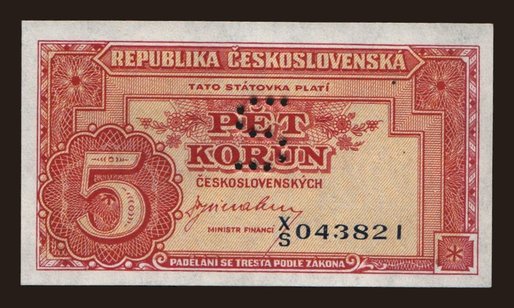 REPUBLIKA ČESKOSLOVENSKÁ
TATO STÁTOVKA PLATÍ
PĚT
KORUN
ČESKOSLOVENSKÝCH
5
MINISTR FINANCÍ
X/S 043821
PADĚLÁNÍ SE TRESTÁ PODLE ZÁKONA